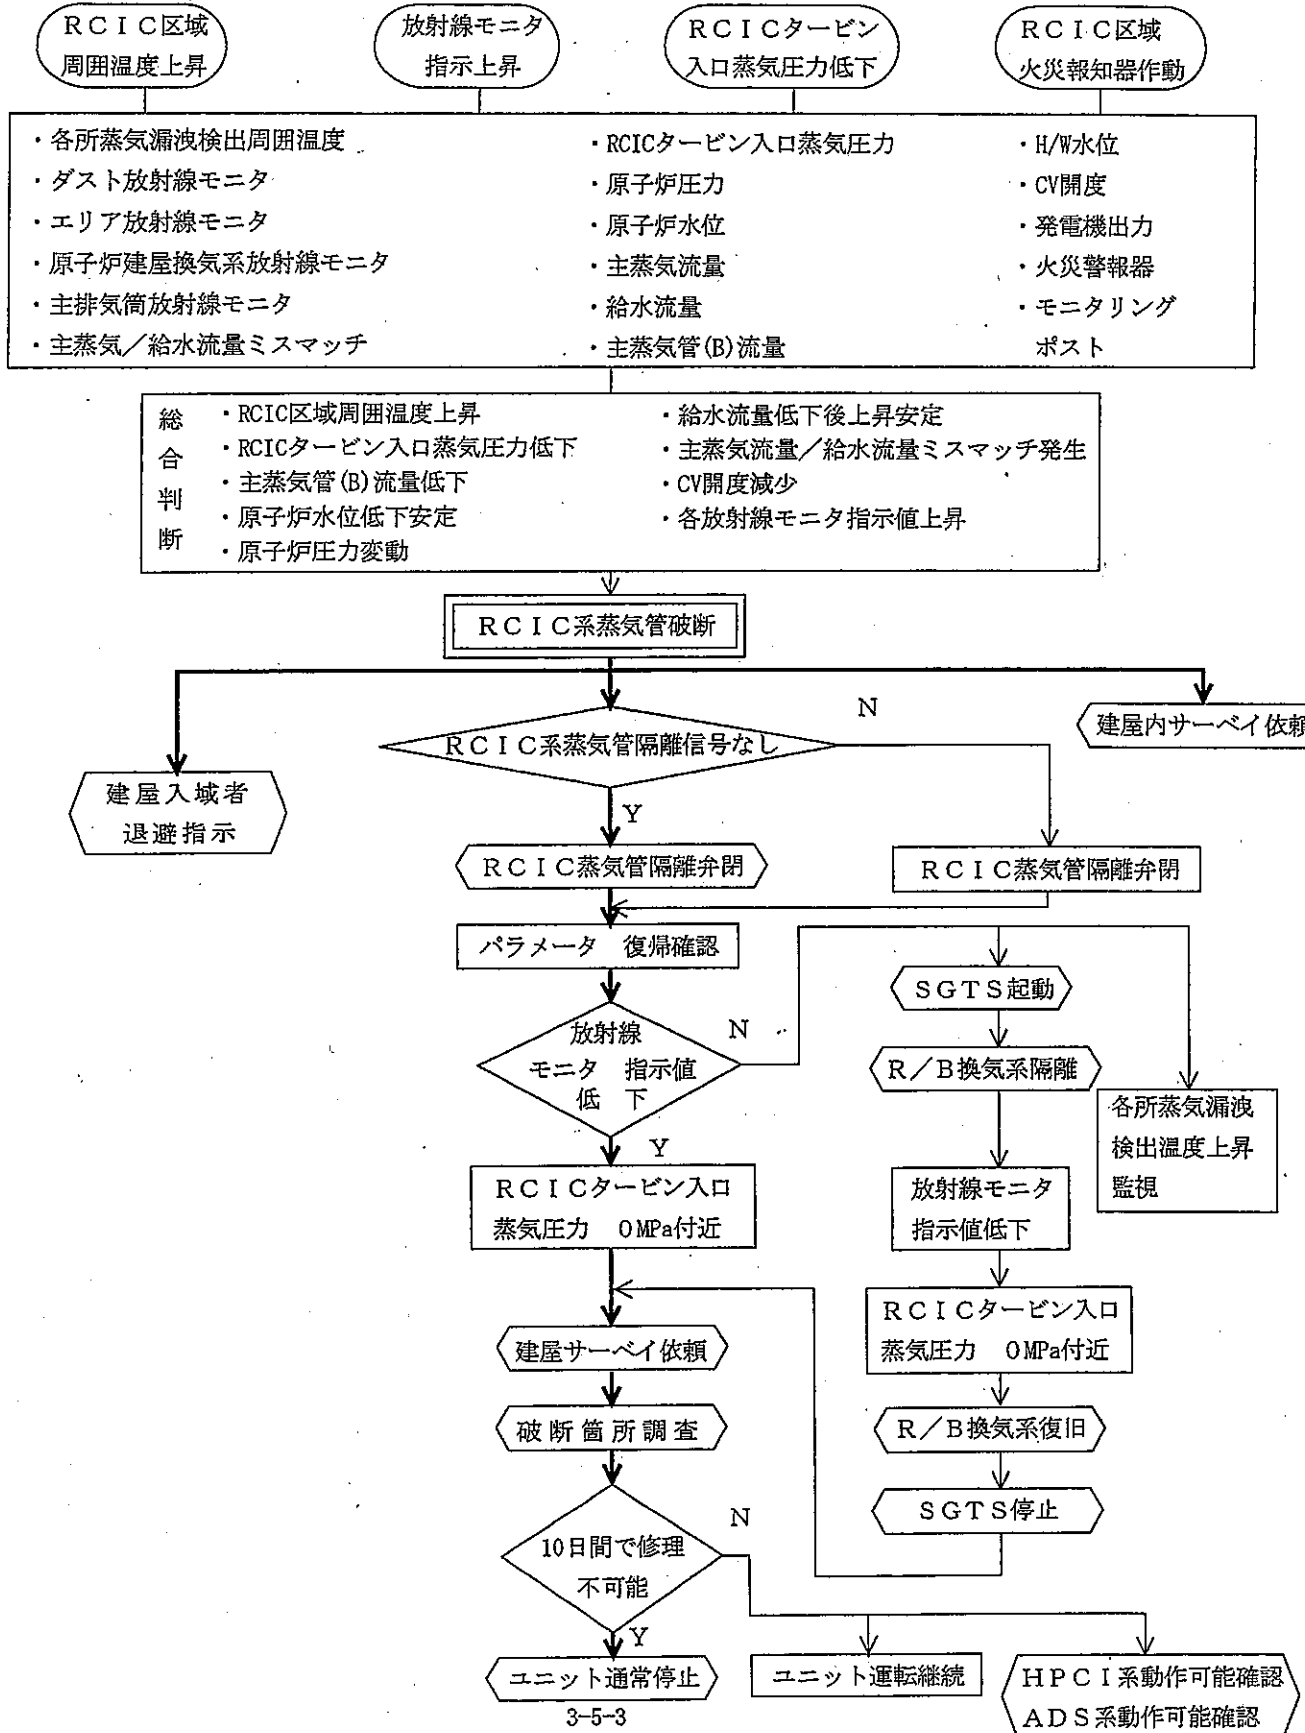 ＲＣＩＣ区域
周囲温度上昇
放射線モニタ
指示上昇
ＲＣＩＣタービン
入口蒸気圧力低下
ＲＣＩＣ区域
火災報知器作動
・各所蒸気漏洩検出周囲温度
・ダスト放射線モニタ
・エリア放射線モニタ
・原子炉建屋換気系放射線モニタ
・主排気筒放射線モニタ
・主蒸気／給水流量ミスマッチ
・RCICタービン入口蒸気圧力
・原子炉圧力
・原子炉水位
・主蒸気流量
・給水流量
・主蒸気管(B)流量
・H/W水位
・CV開度
・発電機出力
・火災警報器
・モニタリング
ポスト
総
合
判
断
・RCIC区域周囲温度上昇
・RCICタービン入口蒸気圧力低下
・主蒸気管(B)流量低下
・原子炉水位低下安定
・原子炉圧力変動
・給水流量低下後上昇安定
・主蒸気流量／給水流量ミスマッチ発生
・CV開度減少
・各放射線モニタ指示値上昇
ＲＣＩＣ系蒸気管破断
建屋入域者
退避指示
ＲＣＩＣ系蒸気管隔離信号なし
Ｎ
建屋内サーベイ依頼
Ｙ
ＲＣＩＣ蒸気管隔離弁閉
ＲＣＩＣ蒸気管隔離弁閉
パラメータ　復帰確認
放射線
モニタ　指示値
低　下
Ｎ
ＳＧＴＳ起動
Ｒ／Ｂ換気系隔離
各所蒸気漏洩
検出温度上昇
監視
Ｙ
ＲＣＩＣタービン入口
蒸気圧力　０MPa付近
放射線モニタ
指示値低下
ＲＣＩＣタービン入口
蒸気圧力　０MPa付近
建屋サーベイ依頼
Ｒ／Ｂ換気系復旧
破断箇所調査
ＳＧＴＳ停止
10日間で修理
不可能
Ｎ
Ｙ
ユニット通常停止
ユニット運転継続
ＨＰＣＩ系動作可能確認
ＡＤＳ系動作可能確認
3-5-3